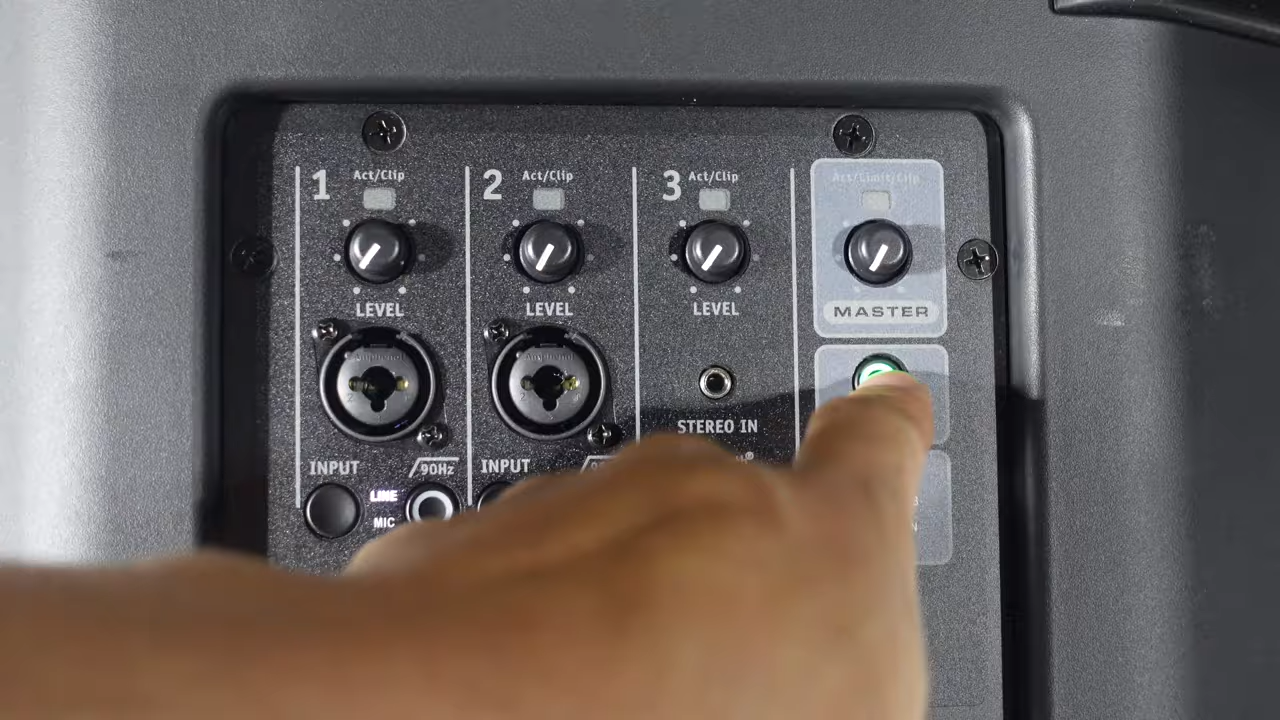 1 Act/Clip
LEVEL
INPUT
/90Hz
LINE
MIC
2 Act/Clip
LEVEL
INPUT
3 Act/Clip
LEVEL
STEREO IN
Act/Limit/Clip
MASTER